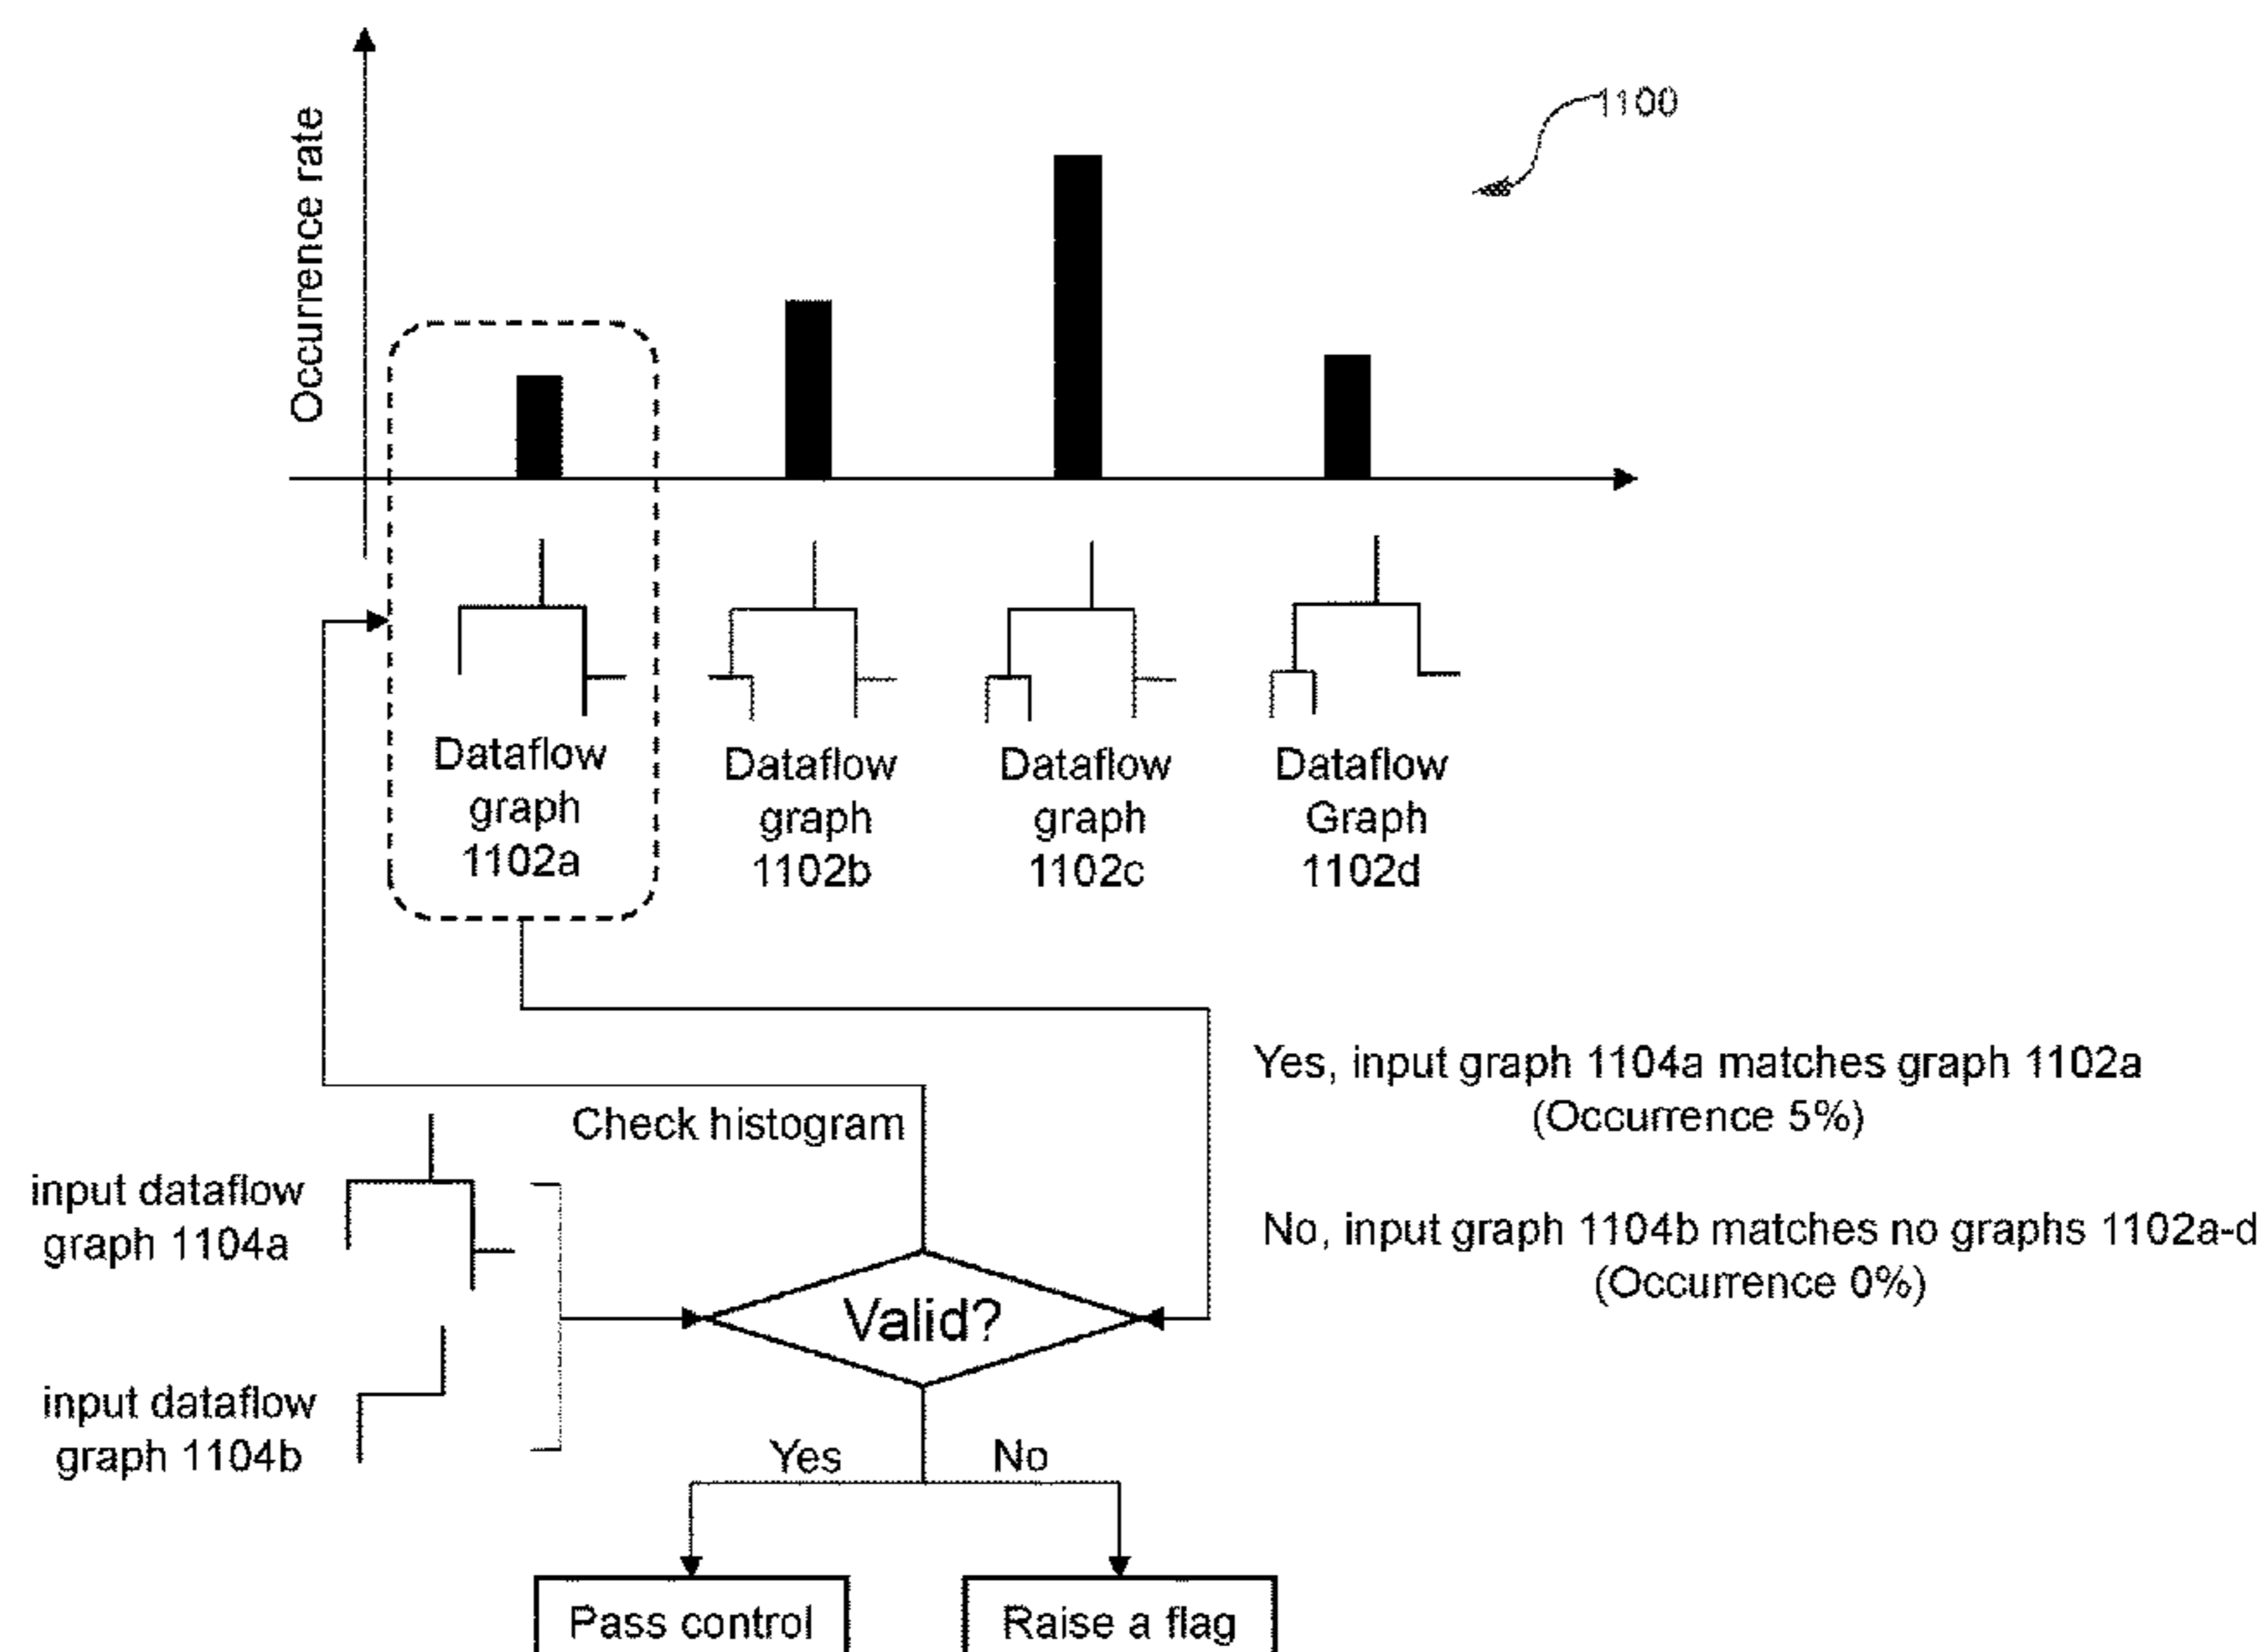 1100
Occurrence rate
Dataflow
graph
1102a
Dataflow
graph
1102b
Dataflow
graph
1102c
Dataflow
Graph
1102d
Yes, input graph 1104a matches graph 1102a
(Occurrence 5%)
Check histogram
input dataflow
graph 1104a
No, input graph 1104b matches no graphs 1102a-d
(Occurrence 0%)
Valid?
input dataflow
graph 1104b
Yes
No
Pass control
Raise a flag